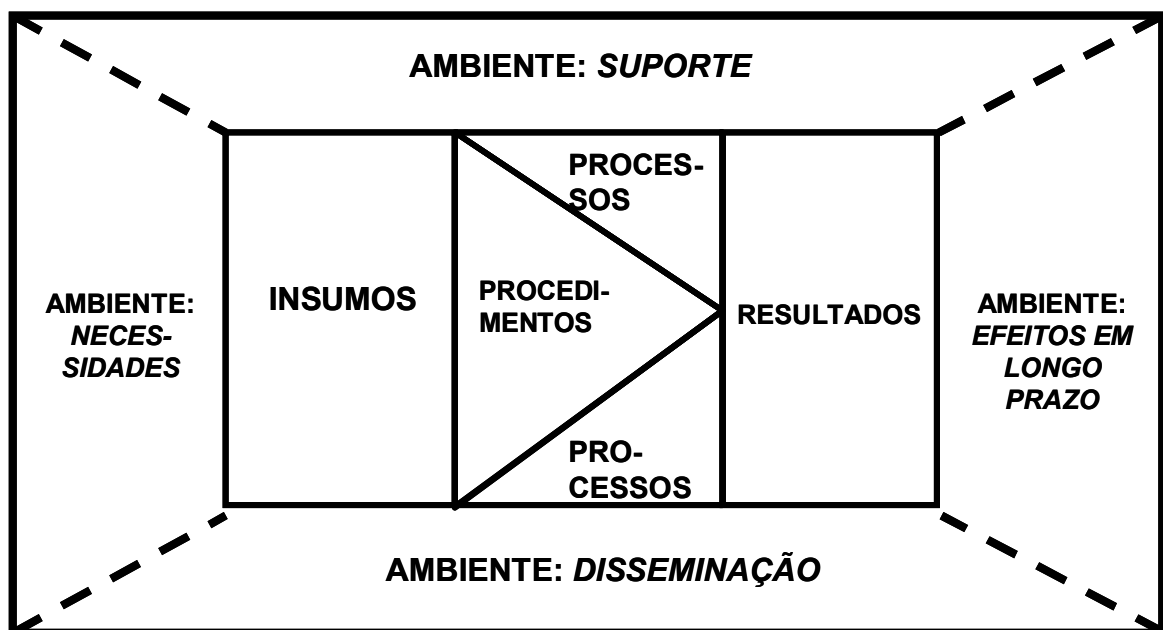 AMBIENTE: SUPORTE
AMBIENTE:
NECES-
SIDADES
INSUMOS
PROCES-
SOS
PROCEDI-
MENTOS
PRO-
CESSOS
RESULTADOS
AMBIENTE:
EFEITOS EM
LONGO
PRAZO
AMBIENTE: DISSEMINAÇÃO